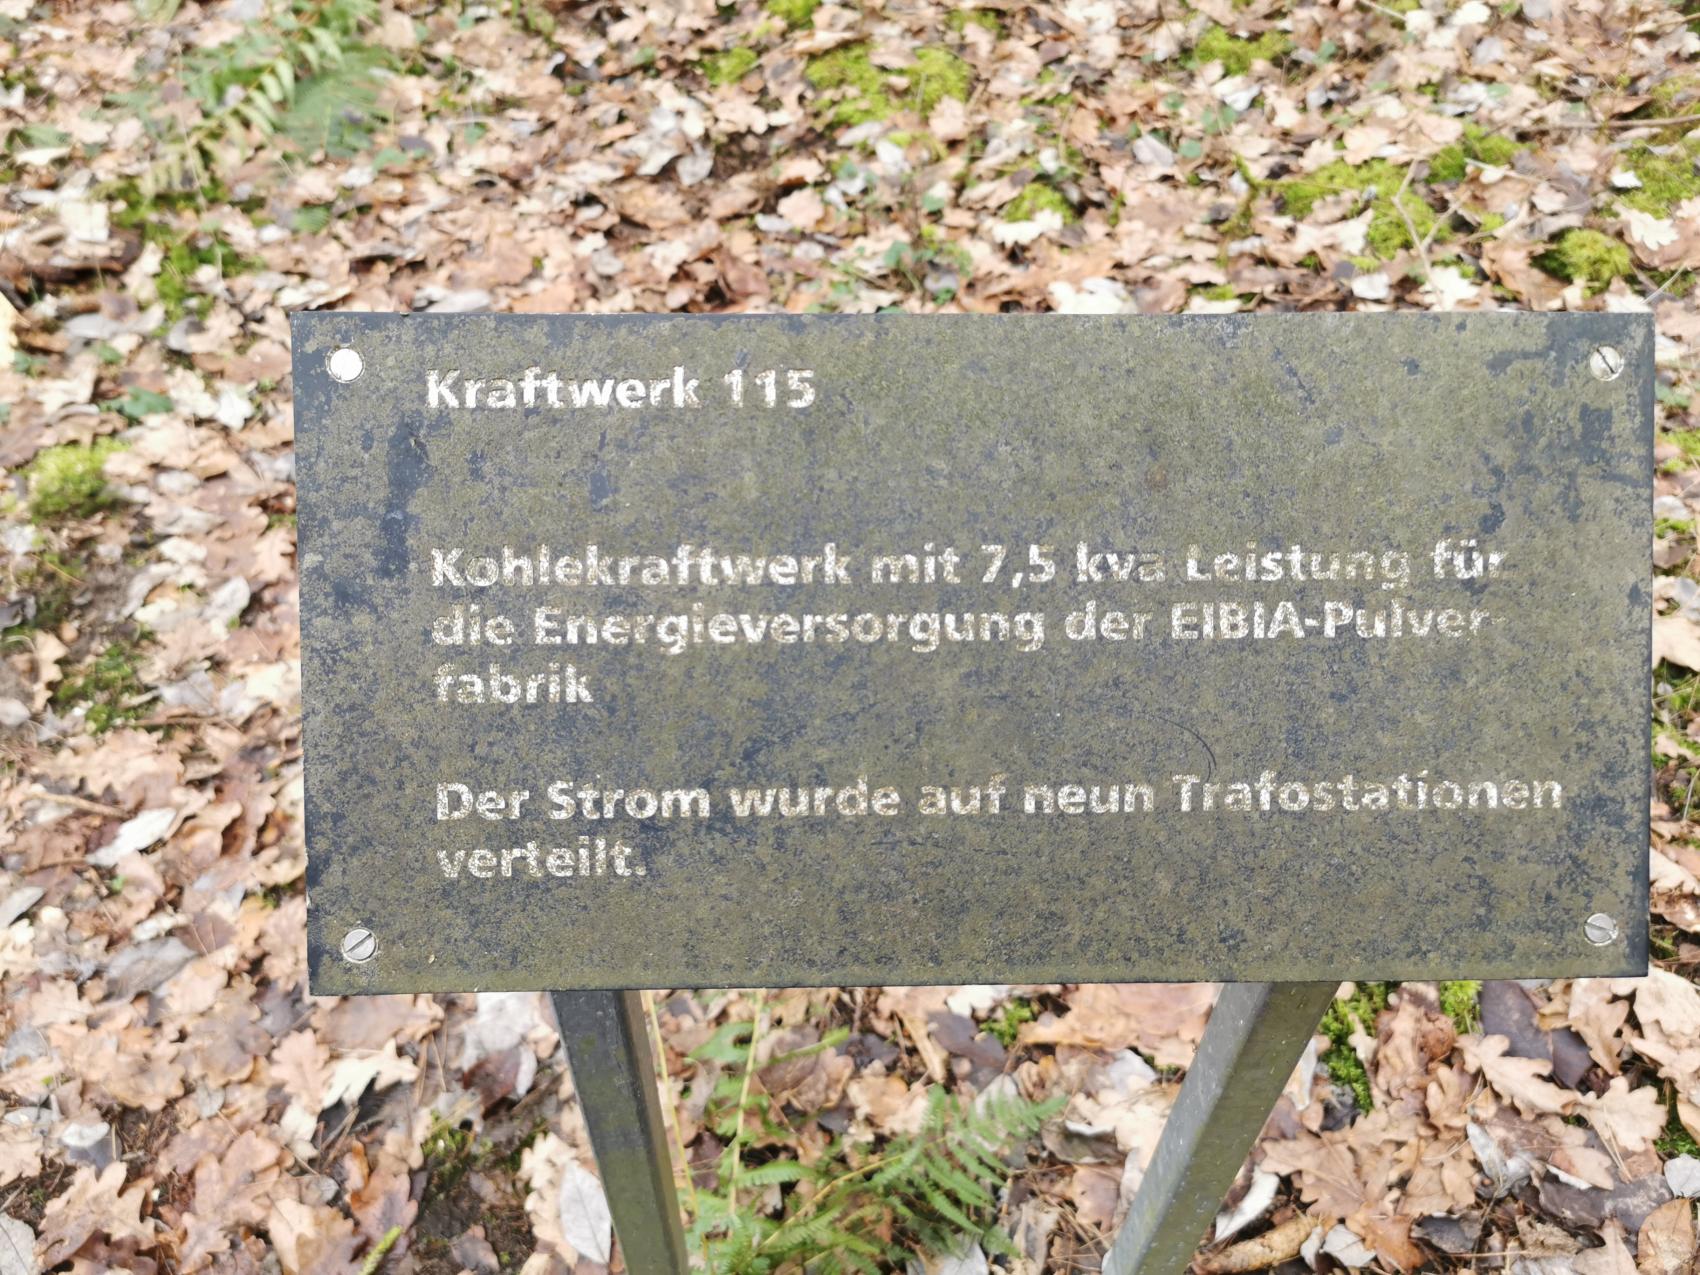 Kraftwerk 115
Kohlekraftwerk mit 7,5 kva Leistung für
die Energieversorgung der EIBIA-Pulver-
fabrik
Der Strom wurde auf neun Trafostationen
verteilt.